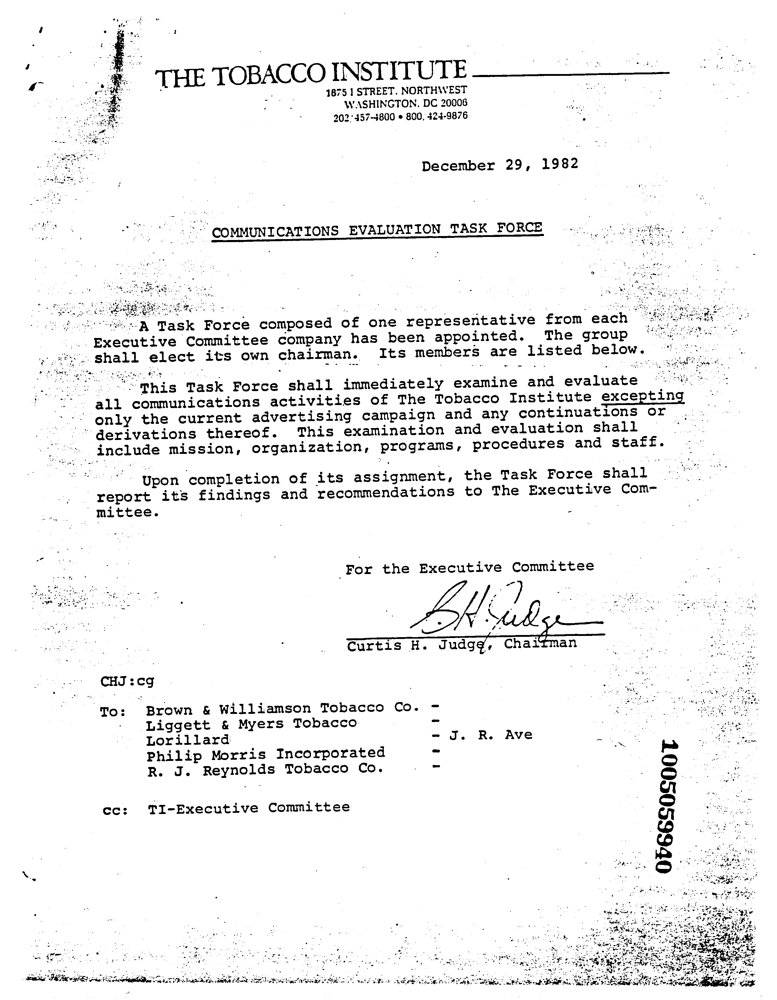 THE TOBACCO INSTITUTE
1875 I STREET, NORTHWEST
WASHINGTON, DC 20006
202/457-4800 • 800/424-9876
December 29, 1982
COMMUNICATIONS EVALUATION TASK FORCE
A Task Force composed of one representative from each
Executive Committee company has been appointed. The group
shall elect its own chairman. Its members are listed below.
This Task Force shall immediately examine and evaluate
all communications activities of The Tobacco Institute excepting
only the current advertising campaign and any continuations or
derivations thereof. This examination and evaluation shall
include mission, organization, programs, procedures and staff.
Upon completion of its assignment, the Task Force shall
report its findings and recommendations to The Executive Com-
mittee.
For the Executive Committee
C.H. Judge
Curtis H. Judge, Chairman
CHJ:cg
To: Brown & Williamson Tobacco Co. -
Liggett & Myers Tobacco -
Lorillard - J. R. Ave
Philip Morris Incorporated -
R. J. Reynolds Tobacco Co. -
cc: TI-Executive Committee
1005059940